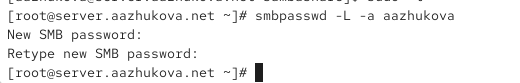 [root@server.aazhukova.net ~]# smbpasswd -L -a aazhukova
New SMB password:
Retype new SMB password:
[root@server.aazhukova.net ~]#